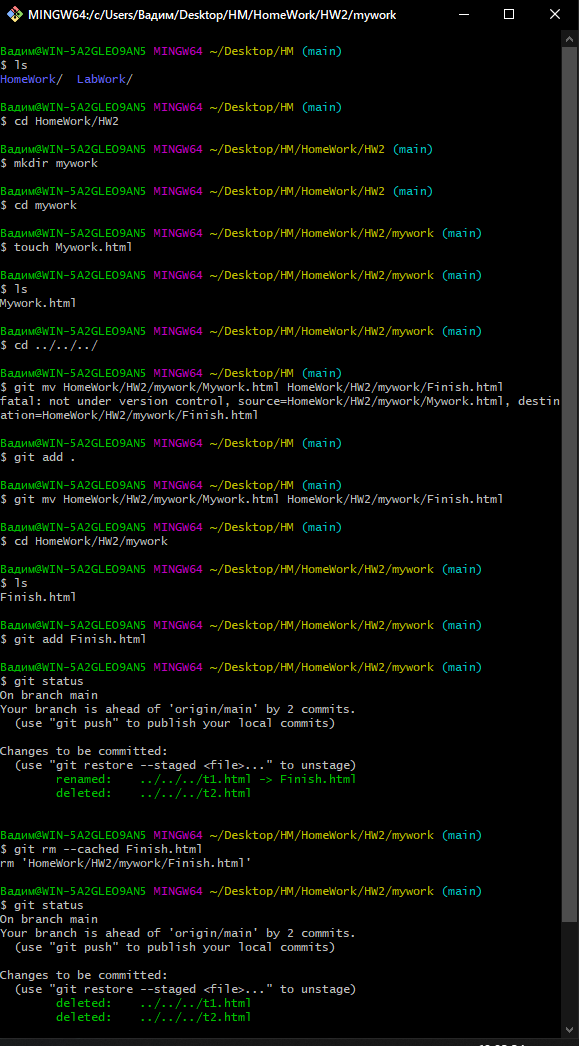 MINGW64:/c/Users/Вадим/Desktop/HM/HomeWork/HW2/mywork
Вадим@WIN-5A2GLEO9AN5 MINGW64 ~/Desktop/HM (main)
$ ls
HomeWork/  LabWork/
Вадим@WIN-5A2GLEO9AN5 MINGW64 ~/Desktop/HM (main)
$ cd HomeWork/HW2
Вадим@WIN-5A2GLEO9AN5 MINGW64 ~/Desktop/HM/HomeWork/HW2 (main)
$ mkdir mywork
Вадим@WIN-5A2GLEO9AN5 MINGW64 ~/Desktop/HM/HomeWork/HW2 (main)
$ cd mywork
Вадим@WIN-5A2GLEO9AN5 MINGW64 ~/Desktop/HM/HomeWork/HW2/mywork (main)
$ touch Mywork.html
Вадим@WIN-5A2GLEO9AN5 MINGW64 ~/Desktop/HM/HomeWork/HW2/mywork (main)
$ ls
Mywork.html
Вадим@WIN-5A2GLEO9AN5 MINGW64 ~/Desktop/HM/HomeWork/HW2/mywork (main)
$ cd ../../../
Вадим@WIN-5A2GLEO9AN5 MINGW64 ~/Desktop/HM (main)
$ git mv HomeWork/HW2/mywork/Mywork.html HomeWork/HW2/mywork/Finish.html
fatal: not under version control, source=HomeWork/HW2/mywork/Mywork.html, destin
ation=HomeWork/HW2/mywork/Finish.html
Вадим@WIN-5A2GLEO9AN5 MINGW64 ~/Desktop/HM (main)
$ git add .
Вадим@WIN-5A2GLEO9AN5 MINGW64 ~/Desktop/HM (main)
$ git mv HomeWork/HW2/mywork/Mywork.html HomeWork/HW2/mywork/Finish.html
Вадим@WIN-5A2GLEO9AN5 MINGW64 ~/Desktop/HM (main)
$ cd HomeWork/HW2/mywork
Вадим@WIN-5A2GLEO9AN5 MINGW64 ~/Desktop/HM/HomeWork/HW2/mywork (main)
$ ls
Finish.html
Вадим@WIN-5A2GLEO9AN5 MINGW64 ~/Desktop/HM/HomeWork/HW2/mywork (main)
$ git add Finish.html
Вадим@WIN-5A2GLEO9AN5 MINGW64 ~/Desktop/HM/HomeWork/HW2/mywork (main)
$ git status
On branch main
Your branch is ahead of 'origin/main' by 2 commits.
  (use "git push" to publish your local commits)
Changes to be committed:
  (use "git restore --staged <file>..." to unstage)
        renamed:    ../../../t1.html -> Finish.html
        deleted:    ../../../t2.html
Вадим@WIN-5A2GLEO9AN5 MINGW64 ~/Desktop/HM/HomeWork/HW2/mywork (main)
$ git rm --cached Finish.html
rm 'HomeWork/HW2/mywork/Finish.html'
Вадим@WIN-5A2GLEO9AN5 MINGW64 ~/Desktop/HM/HomeWork/HW2/mywork (main)
$ git status
On branch main
Your branch is ahead of 'origin/main' by 2 commits.
  (use "git push" to publish your local commits)
Changes to be committed:
  (use "git restore --staged <file>..." to unstage)
        deleted:    ../../../t1.html
        deleted:    ../../../t2.html